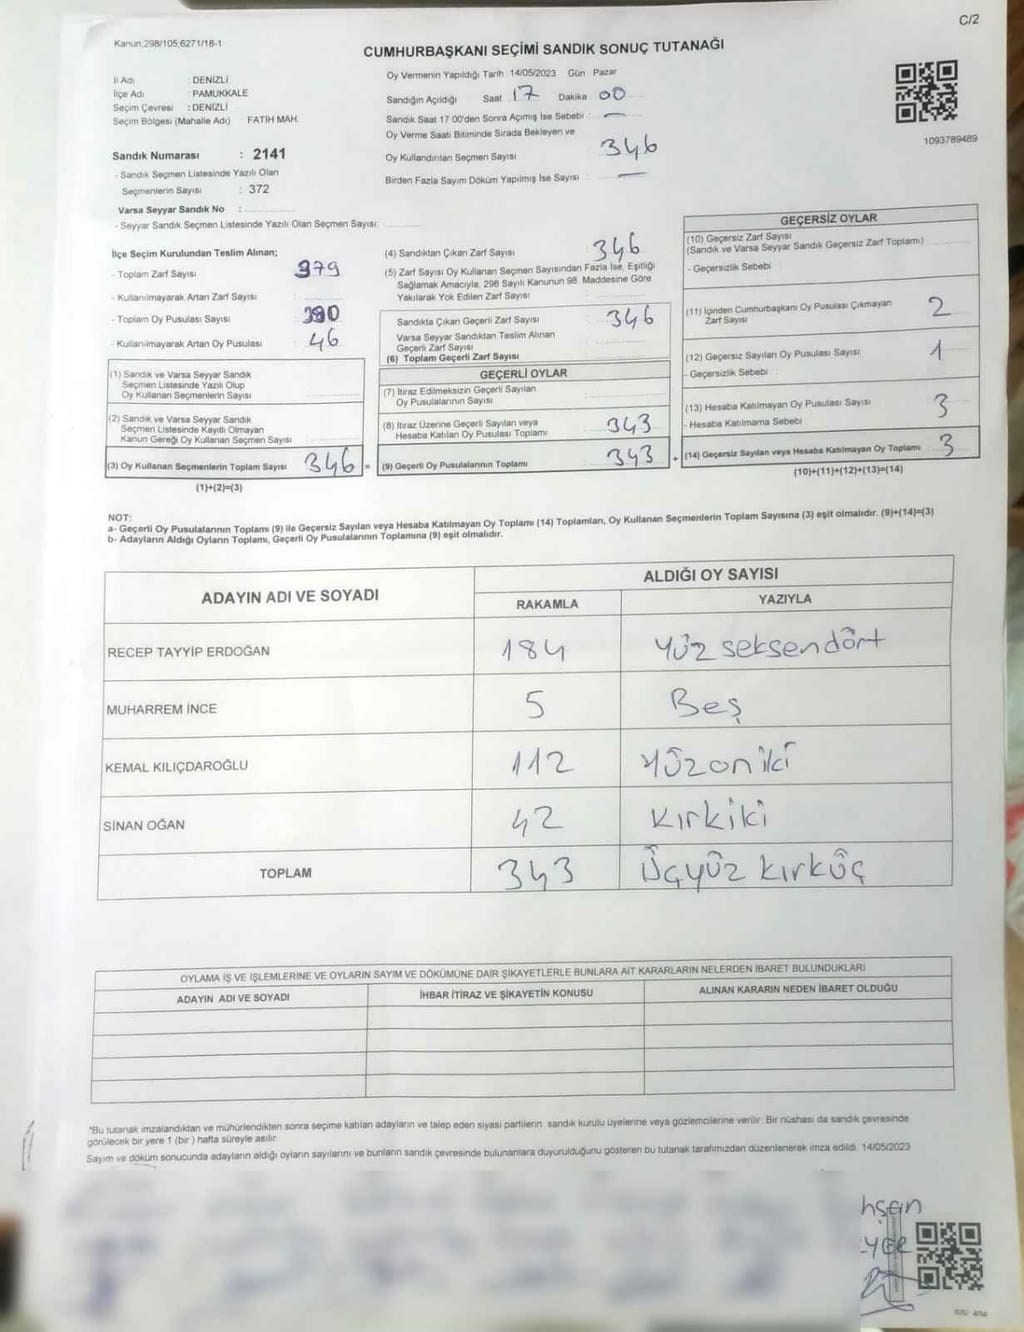 C/2
Kanun;298/105;6271/18-1
CUMHURBAŞKANI SEÇİMİ SANDIK SONUÇ TUTANAĞI
İl Adı : DENİZLİ
İlçe Adı : PAMUKKALE
Seçim Çevresi : DENİZLİ
Seçim Bölgesi (Mahalle Adı) FATİH MAH.
Sandık Numarası : 2141
- Sandık Seçmen Listesinde Yazılı Olan
Seçmenlerin Sayısı : 372
Varsa Seyyar Sandık No :
- Seyyar Sandık Seçmen Listesinde Yazılı Olan Seçmen Sayısı:
Oy Vermenin Yapıldığı Tarih : 14/05/2023 Gün Pazar
Sandığın Açıldığı Saat 17 Dakika 00
Sandık Saat 17 00'den Sonra Açımış İse Sebebi : —
Oy Verme Saati Bitiminde Sırada Bekleyen ve
Oy Kullandırılan Seçmen Sayısı 346
Birden Fazla Sayım Döküm Yapılmış İse Sayısı : —
1093789489
İlçe Seçim Kurulundan Teslim Alınan;
- Toplam Zarf Sayısı 379
- Kullanılmayarak Artan Zarf Sayısı :
- Toplam Oy Pusulası Sayısı 390
- Kullanılmayarak Artan Oy Pusulası 46
(1) Sandık ve Varsa Seyyar Sandık
Seçmen Listesinde Yazılı Olup
Oy Kullanan Seçmenlerin Sayısı
(2) Sandık ve Varsa Seyyar Sandık
Seçmen Listesinde Kayıtlı Olmayan
Kanun Gereği Oy Kullanan Seçmen Sayısı
(3) Oy Kullanan Seçmenlerin Toplam Sayısı 346 =
(1)+(2)=(3)
(4) Sandıktan Çıkan Zarf Sayısı 346
(5) Zarf Sayısı Oy Kullanan Seçmen Sayısından Fazla İse, Eşitliği
Sağlamak Amacıyla, 298 Sayılı Kanunun 98. Maddesine Göre
Yakılarak Yok Edilen Zarf Sayısı
Sandıkta Çıkan Geçerli Zarf Sayısı 346
Varsa Seyyar Sandıktan Teslim Alınan
Geçerli Zarf Sayısı
(6) Toplam Geçerli Zarf Sayısı
GEÇERLİ OYLAR
(7) İtiraz Edilmeksizin Geçerli Sayılan
Oy Pusulalarının Sayısı
(8) İtiraz Üzerine Geçerli Sayılan veya
Hesaba Katılan Oy Pusulası Toplamı 343
(9) Geçerli Oy Pusulalarının Toplamı 343 +
GEÇERSİZ OYLAR
(10) Geçersiz Zarf Sayısı
(Sandık ve Varsa Seyyar Sandık Geçersiz Zarf Toplamı)
- Geçersizlik Sebebi :
(11) İçinden Cumhurbaşkanı Oy Pusulası Çıkmayan
Zarf Sayısı 2
(12) Geçersiz Sayılan Oy Pusulası Sayısı 1
- Geçersizlik Sebebi
(13) Hesaba Katılmayan Oy Pusulası Sayısı 3
- Hesaba Katılmama Sebebi
(14) Geçersiz Sayılan veya Hesaba Katılmayan Oy Toplamı 3
(10)+(11)+(12)+(13)=(14)
NOT:
a- Geçerli Oy Pusulalarının Toplamı (9) ile Geçersiz Sayılan veya Hesaba Katılmayan Oy Toplamı (14) Toplamları, Oy Kullanan Seçmenlerin Toplam Sayısına (3) eşit olmalıdır. (9)+(14)=(3)
b- Adayların Aldığı Oyların Toplamı, Geçerli Oy Pusulalarının Toplamına (9) eşit olmalıdır.
ADAYIN ADI VE SOYADI ALDIĞI OY SAYISI
RAKAMLA YAZIYLA
RECEP TAYYİP ERDOĞAN 184 Yüz seksendört
MUHARREM İNCE 5 Beş
KEMAL KILIÇDAROĞLU 112 Yüzoniki
SİNAN OĞAN 42 Kırkiki
TOPLAM 343 Üçyüz kırküç
OYLAMA İŞ VE İŞLEMLERİNE VE OYLARIN SAYIM VE DÖKÜMÜNE DAİR ŞİKAYETLERLE BUNLARA AİT KARARLARIN NELERDEN İBARET BULUNDUKLARI
ADAYIN ADI VE SOYADI İHBAR İTİRAZ VE ŞİKAYETİN KONUSU ALINAN KARARIN NEDEN İBARET OLDUĞU
*Bu tutanak imzalandıktan ve mühürlendikten sonra seçime katılan adayların ve talep eden siyasi partilerin sandık kurulu üyelerine veya gözlemcilerine verilir. Bir nüshası da sandık çevresinde
görülecek bir yere 1 (bir) hafta süreyle asılır.
Sayım ve döküm sonucunda adayların aldığı oyların sayılarını ve bunların sandık çevresinde bulunanlara duyurulduğunu gösteren bu tutanak tarafımızdan düzenlenerek imza edildi. 14/05/2023
hsan